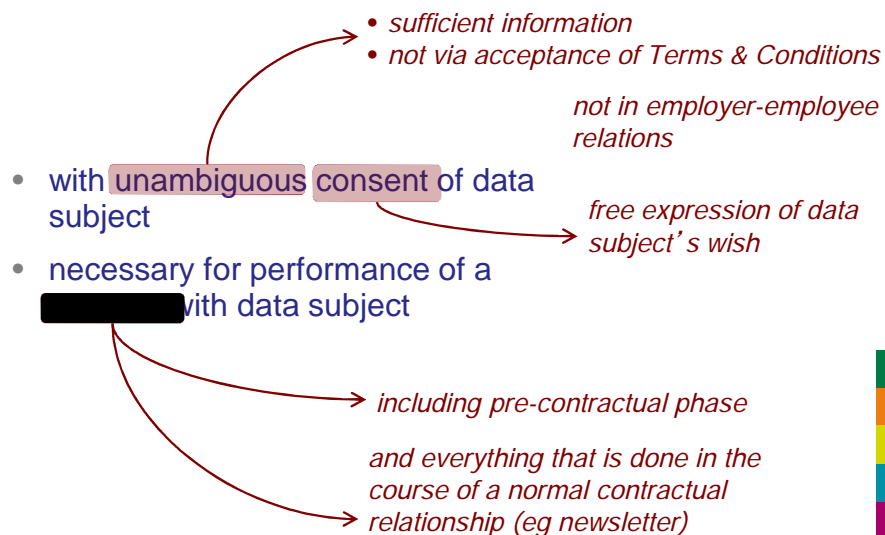 • sufficient information
• not via acceptance of Terms & Conditions
not in employer-employee
relations
• with unambiguous consent of data
subject
free expression of data
subject's wish
• necessary for performance of a
with data subject
including pre-contractual phase
and everything that is done in the
course of a normal contractual
relationship (eg newsletter)